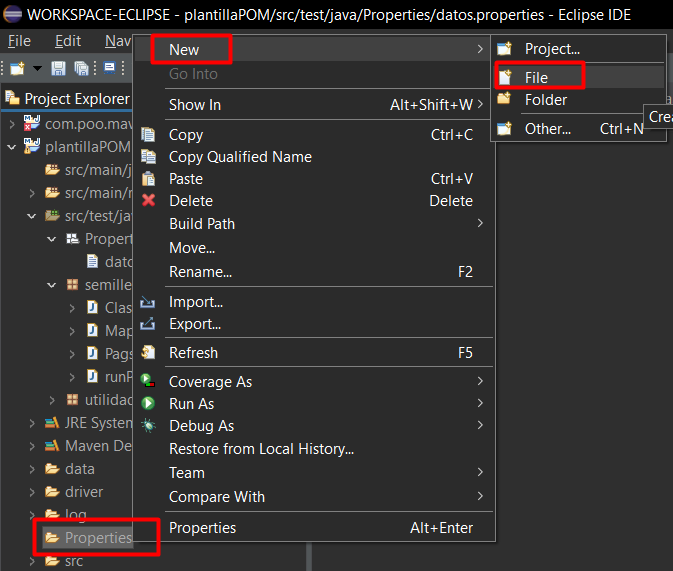 WORKSPACE-ECLIPSE - plantillaPOM/src/test/java/Properties/datos.properties - Eclipse IDE
File Edit Nav
New
Project...
Go Into
File
Project Explorer
Show In Alt+Shift+W
Folder
com.poo.mav
Crea
Copy Ctrl+C
Other... Ctrl+N
plantillaPOM
Copy Qualified Name
src/main/j
Paste Ctrl+V
src/main/r
Delete Delete
src/test/jav
Build Path
Propert
Move...
dato
Rename... F2
semille
Import...
Clas
Export...
Map
Pags
Refresh F5
runP
Coverage As
utilidad
Run As
JRE System
Debug As
Maven De
Restore from Local History...
data
Team
driver
Compare With
log
Properties Alt+Enter
Properties
src